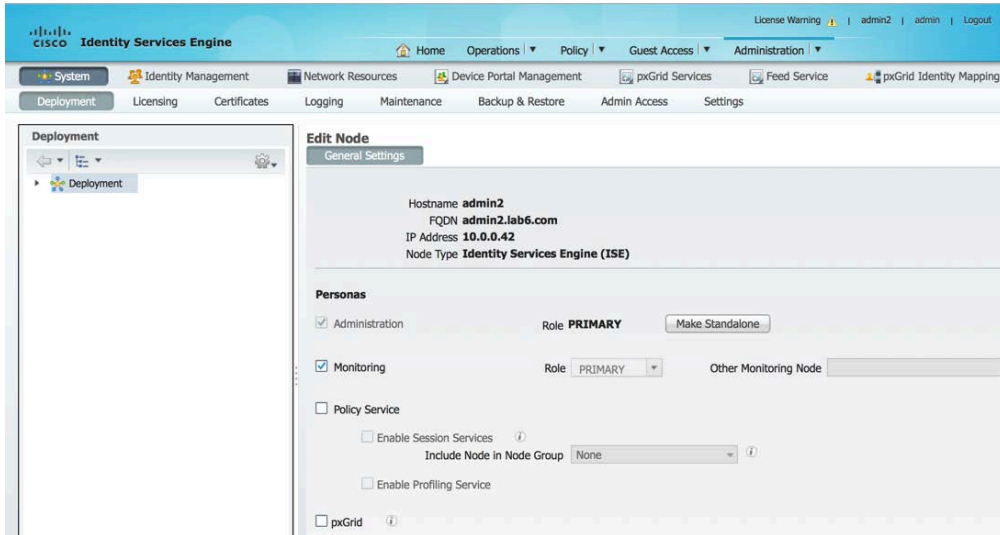 License Warning | admin2 | admin | Logout
CISCO Identity Services Engine
Home Operations Policy Guest Access Administration
System Identity Management Network Resources Device Portal Management pxGrid Services Feed Service pxGrid Identity Mapping
Deployment Licensing Certificates Logging Maintenance Backup & Restore Admin Access Settings
Deployment
Deployment
Edit Node
General Settings
Hostname admin2
FQDN admin2.lab6.com
IP Address 10.0.0.42
Node Type Identity Services Engine (ISE)
Personas
Administration Role PRIMARY Make Standalone
Monitoring Role PRIMARY Other Monitoring Node
Policy Service
Enable Session Services
Include Node in Node Group None
Enable Profiling Service
pxGrid